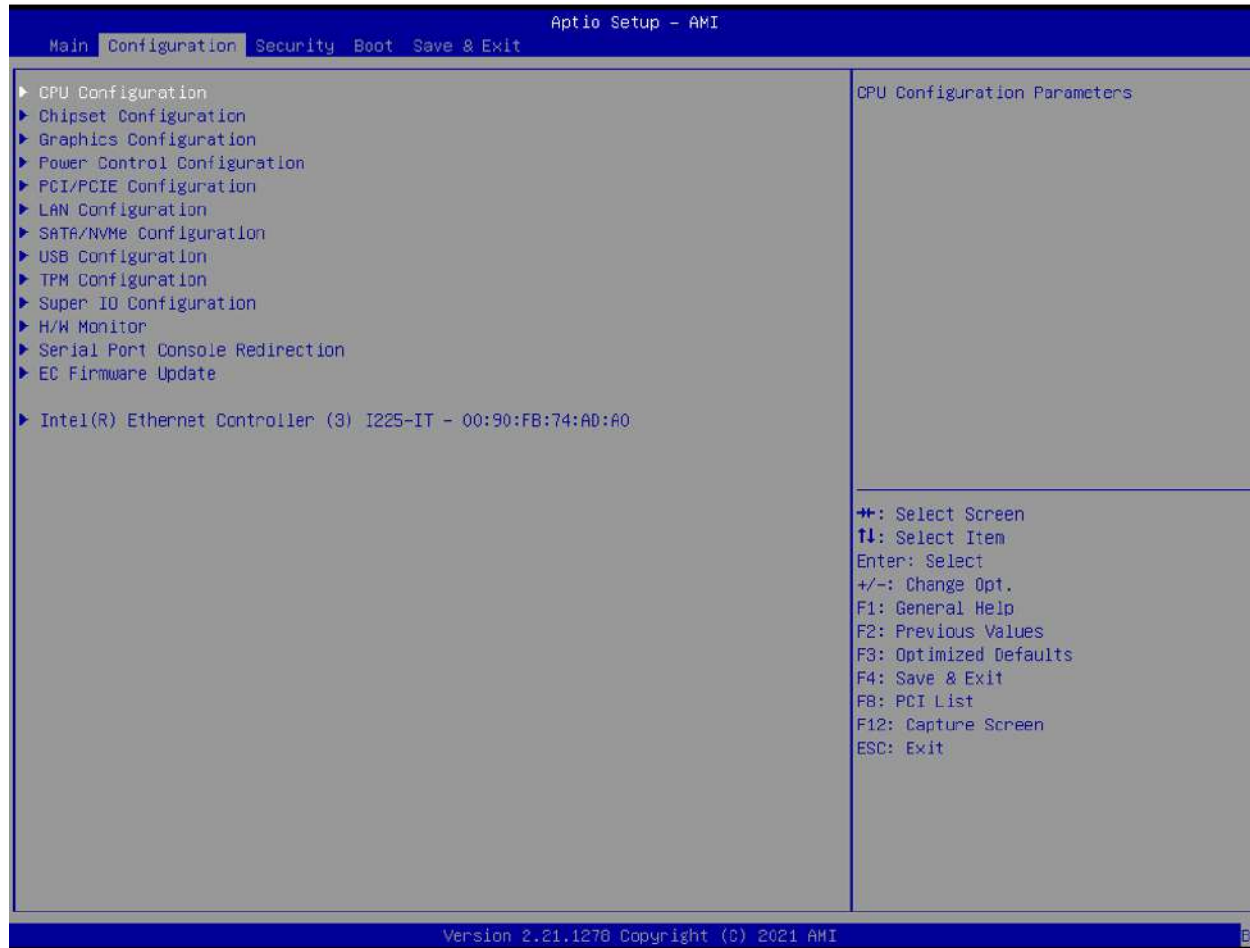 Aptio Setup – AMI
Main Configuration Security Boot Save & Exit
CPU Configuration
Chipset Configuration
Graphics Configuration
Power Control Configuration
PCI/PCIE Configuration
LAN Configuration
SATA/NVMe Configuration
USB Configuration
TPM Configuration
Super IO Configuration
H/W Monitor
Serial Port Console Redirection
EC Firmware Update
Intel(R) Ethernet Controller (3) I225-IT – 00:90:FB:74:AD:A0
CPU Configuration Parameters
→←: Select Screen
↑↓: Select Item
Enter: Select
+/-: Change Opt.
F1: General Help
F2: Previous Values
F3: Optimized Defaults
F4: Save & Exit
F8: PCI List
F12: Capture Screen
ESC: Exit
Version 2.21.1278 Copyright (C) 2021 AMI